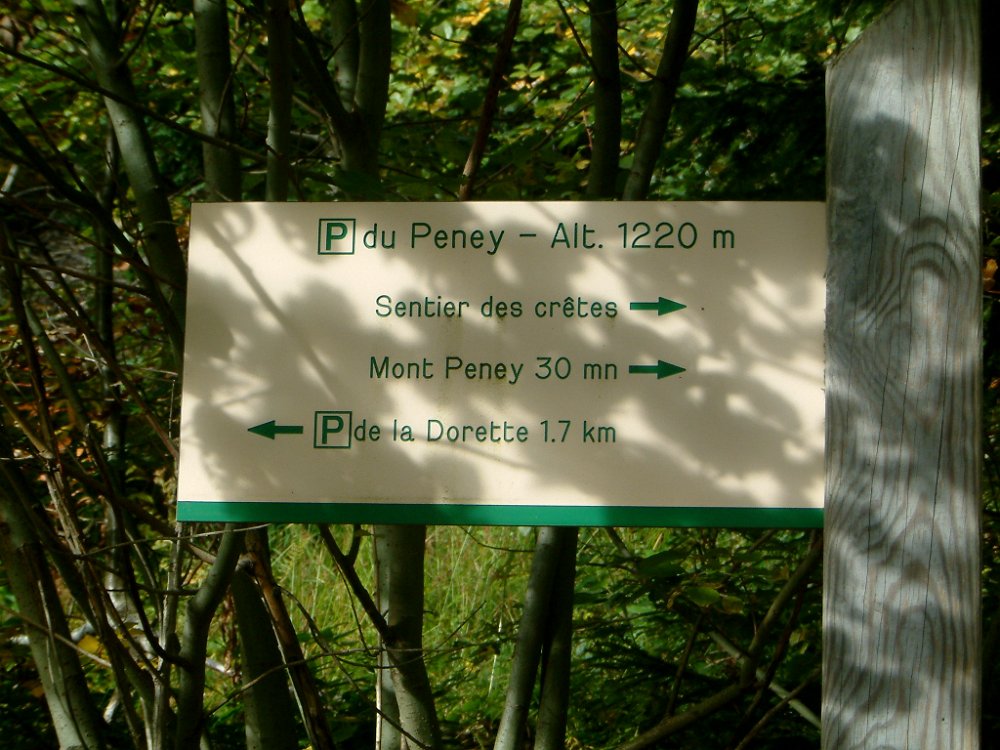 P du Peney – Alt. 1220 m
Sentier des crêtes →
Mont Peney 30 mn →
← P de la Dorette 1.7 km